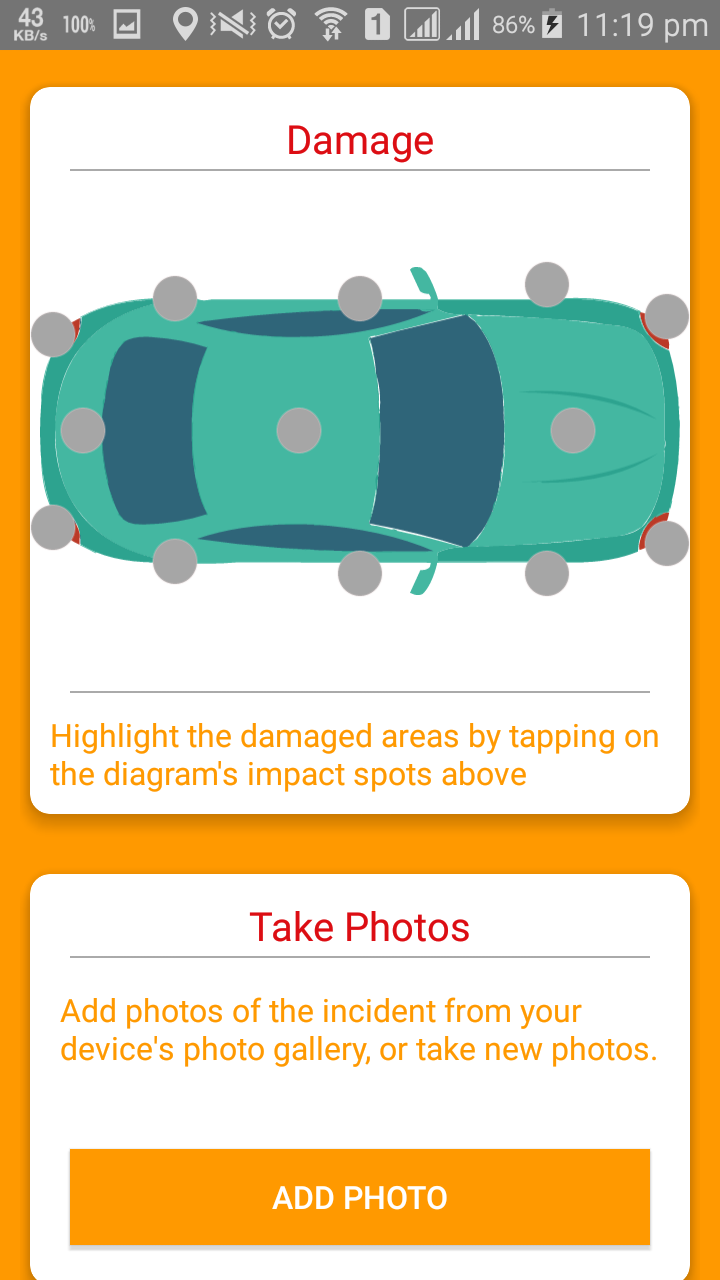 43
KB/s
100%
1
86%
11:19 pm
Damage
Highlight the damaged areas by tapping on
the diagram's impact spots above
Take Photos
Add photos of the incident from your
device's photo gallery, or take new photos.
ADD PHOTO